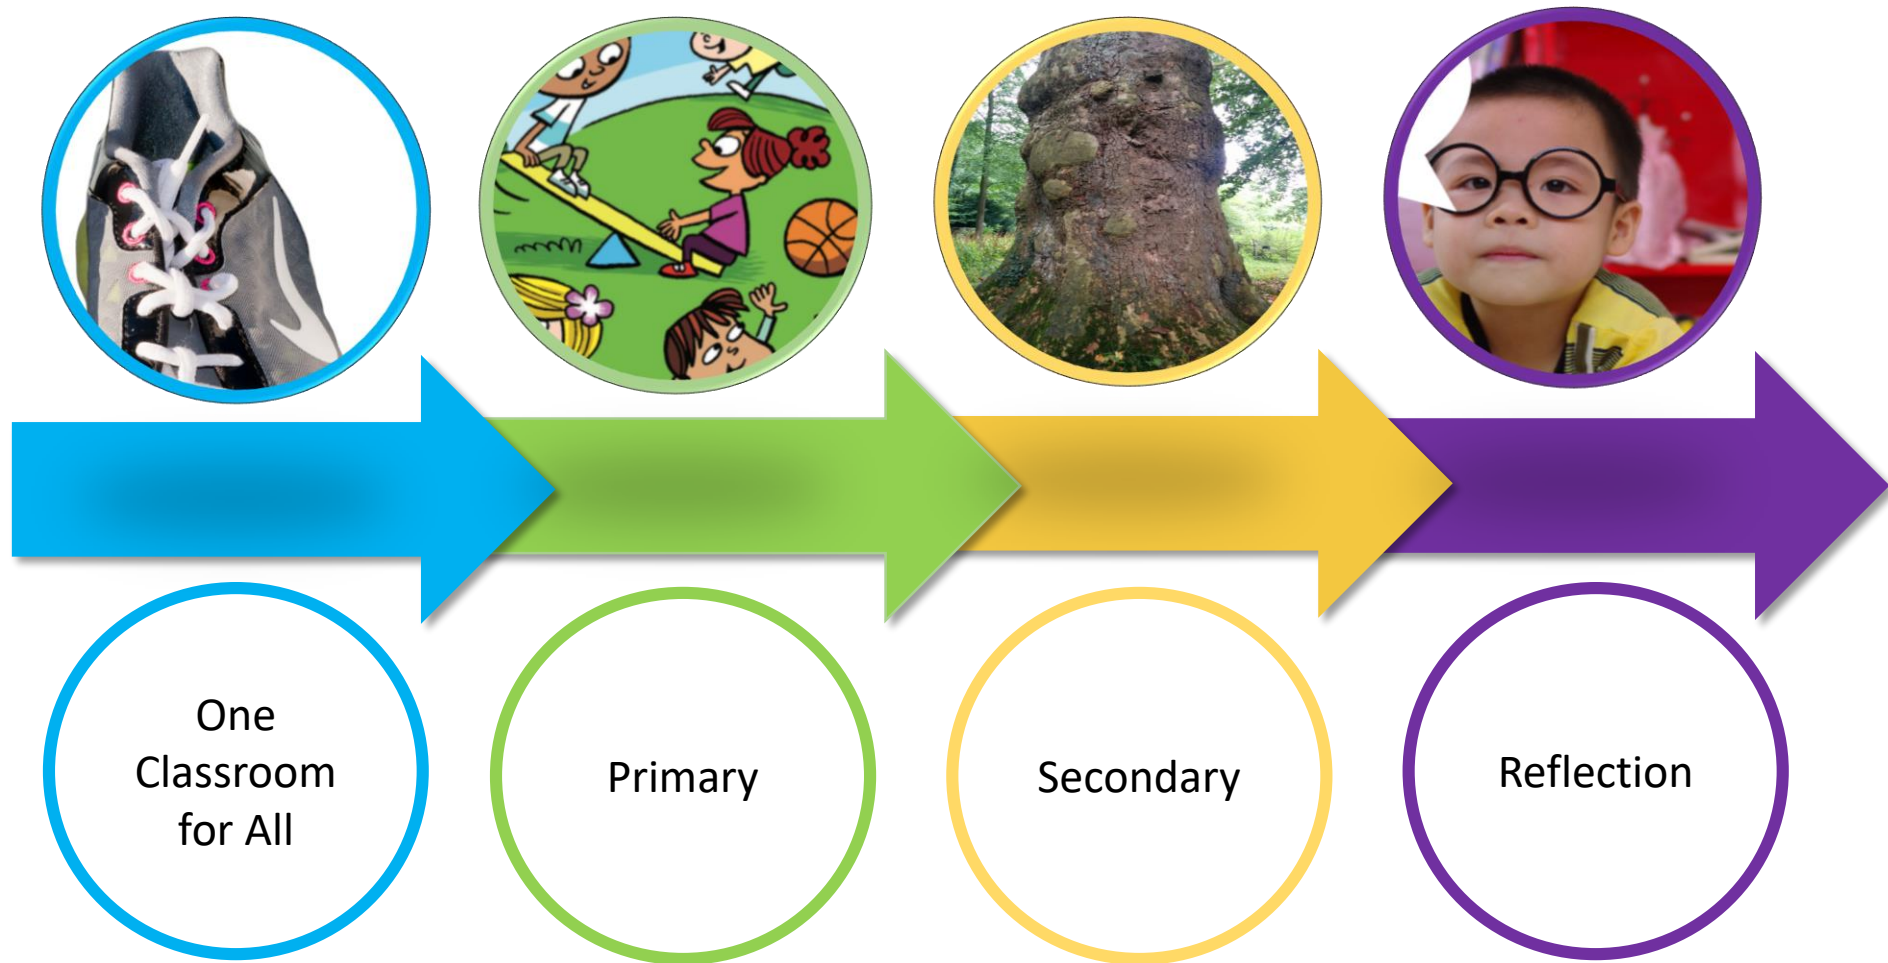 One
Classroom
for All
Primary
Secondary
Reflection